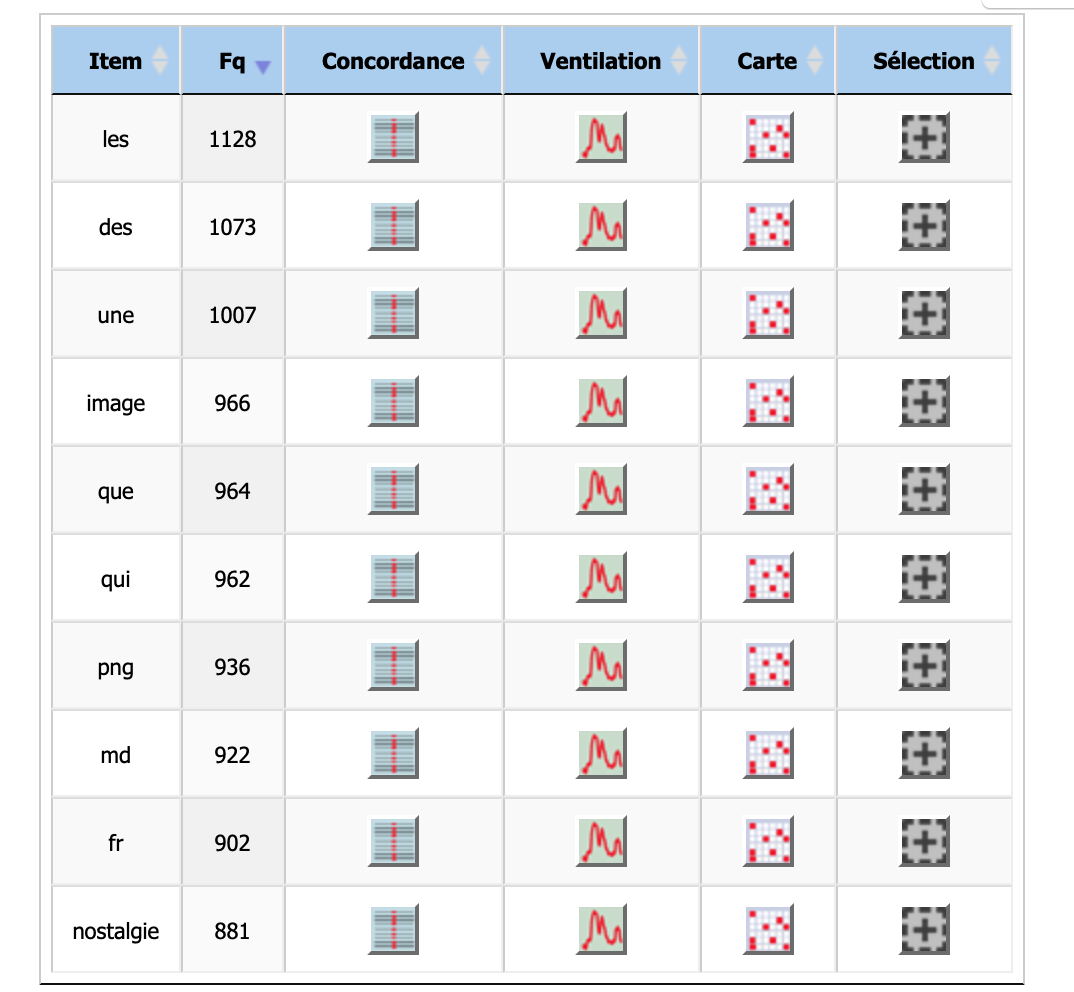 Item Fq Concordance Ventilation Carte Sélection
les 1128
des 1073
une 1007
image 966
que 964
qui 962
png 936
md 922
fr 902
nostalgie 881